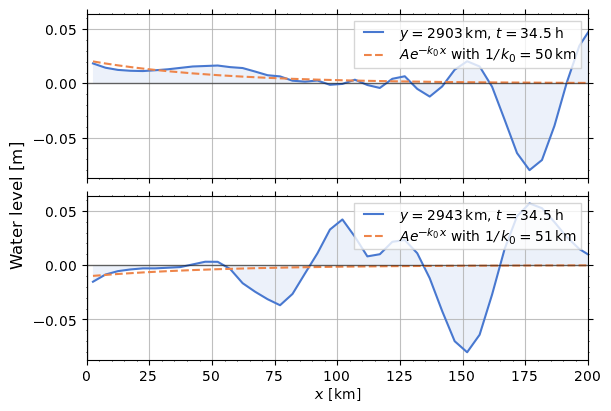 0.05
0.00
−0.05
y = 2903 km, t = 34.5 h
Ae^{−k₀x} with 1/k₀ = 50 km
Water level [m]
0.05
0.00
−0.05
y = 2943 km, t = 34.5 h
Ae^{−k₀x} with 1/k₀ = 51 km
0 25 50 75 100 125 150 175 200
x [km]